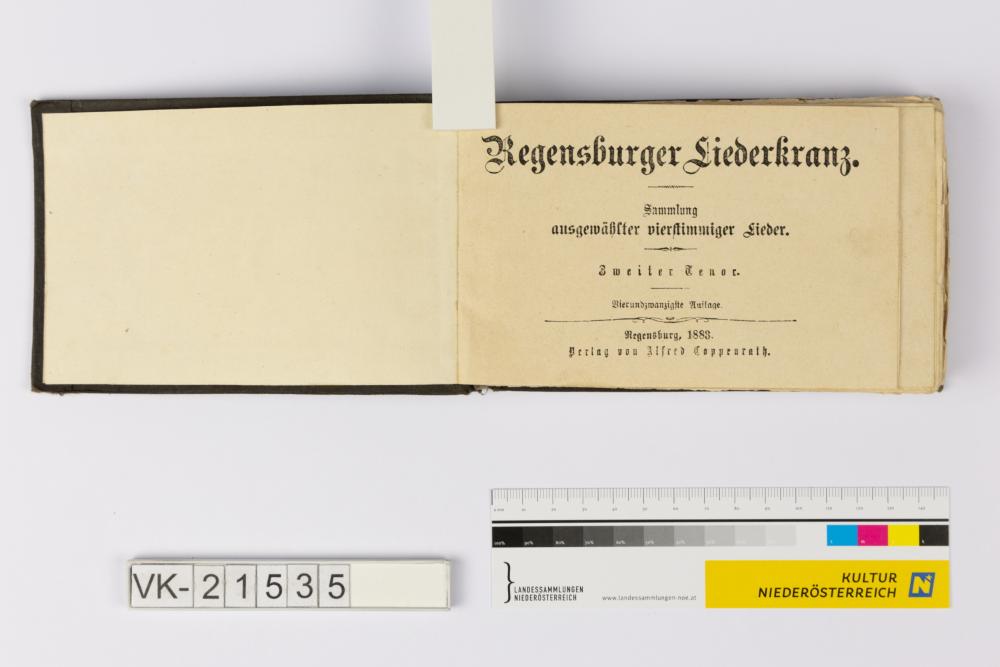 Regensburger Liederkranz.
Sammlung
ausgewählter vierstimmiger Lieder.
Zweiter Tenor.
Vierundzwanzigste Auflage.
Regensburg, 1883.
Verlag von Alfred Coppenrath.
VK-21535
LANDESSAMMLUNGEN
NIEDERÖSTERREICH
www.landessammlungen-noe.at
KULTUR
NIEDERÖSTERREICH
N